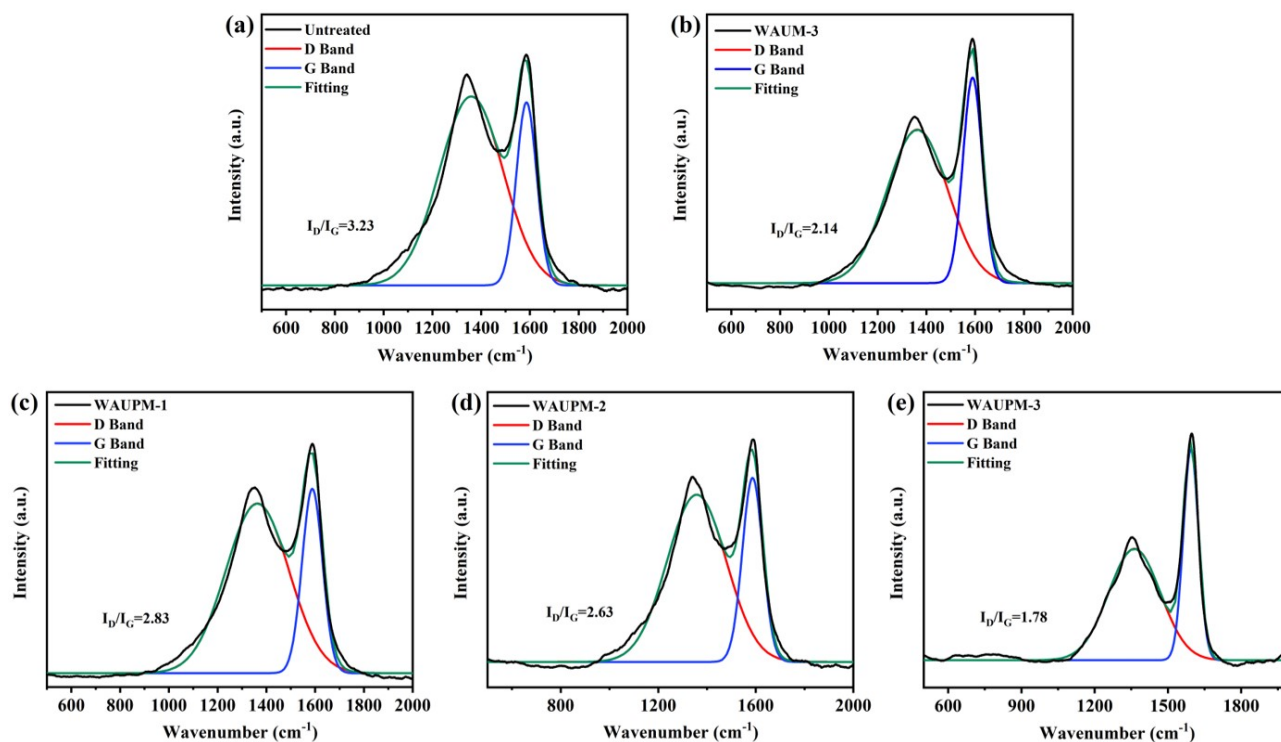 (a)
Untreated
D Band
G Band
Fitting
I_D/I_G=3.23
Intensity (a.u.)
600 800 1000 1200 1400 1600 1800 2000
Wavenumber (cm⁻¹)
(b)
WAUM-3
D Band
G Band
Fitting
I_D/I_G=2.14
Intensity (a.u.)
600 800 1000 1200 1400 1600 1800 2000
Wavenumber (cm⁻¹)
(c)
WAUPM-1
D Band
G Band
Fitting
I_D/I_G=2.83
Intensity (a.u.)
600 800 1000 1200 1400 1600 1800 2000
Wavenumber (cm⁻¹)
(d)
WAUPM-2
D Band
G Band
Fitting
I_D/I_G=2.63
Intensity (a.u.)
800 1200 1600 2000
Wavenumber (cm⁻¹)
(e)
WAUPM-3
D Band
G Band
Fitting
I_D/I_G=1.78
Intensity (a.u.)
600 900 1200 1500 1800
Wavenumber (cm⁻¹)